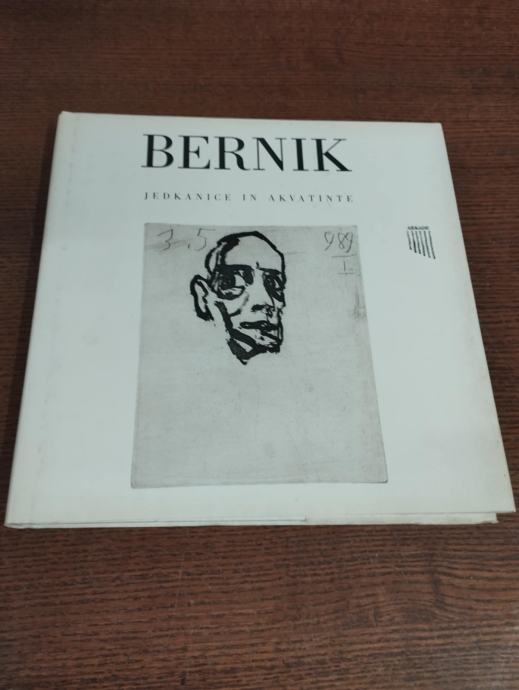 BERNIK
JEDKANICE IN AKVATINTE
3.5
989
I.